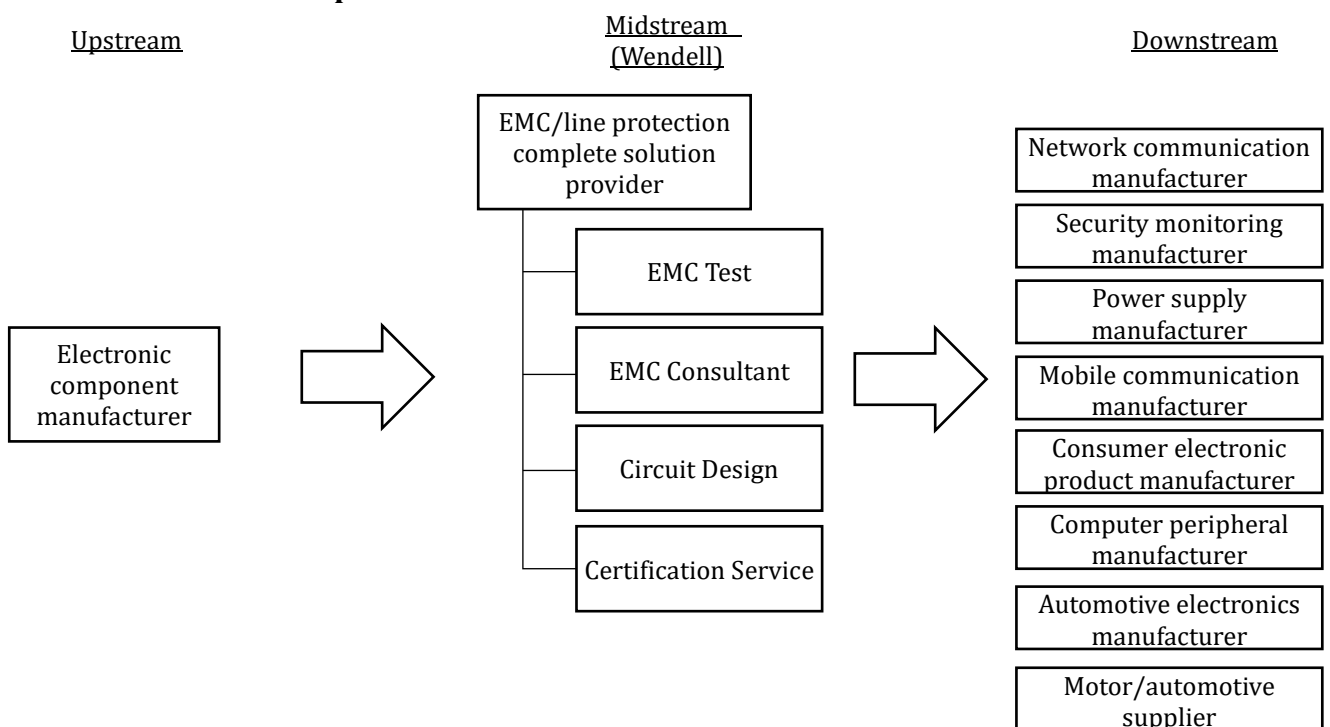 Upstream
Midstream
(Wendell)
Downstream
Electronic
component
manufacturer
EMC/line protection
complete solution
provider
EMC Test
EMC Consultant
Circuit Design
Certification Service
Network communication
manufacturer
Security monitoring
manufacturer
Power supply
manufacturer
Mobile communication
manufacturer
Consumer electronic
product manufacturer
Computer peripheral
manufacturer
Automotive electronics
manufacturer
Motor/automotive
supplier